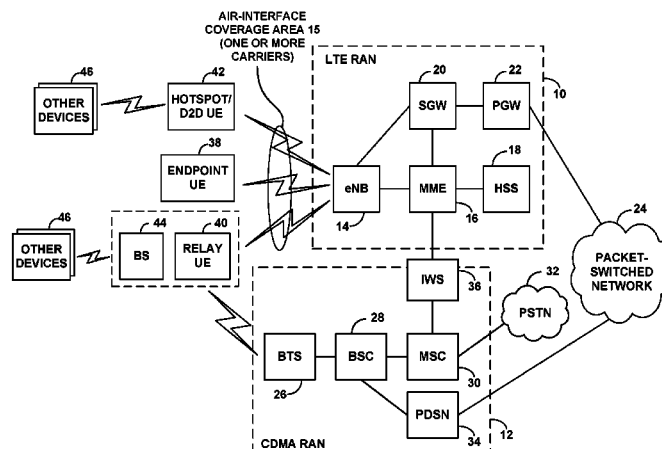 AIR-INTERFACE
COVERAGE AREA 15
(ONE OR MORE
CARRIERS)
LTE RAN
10
46
OTHER
DEVICES
42
HOTSPOT/
D2D UE
20
SGW
22
PGW
38
ENDPOINT
UE
eNB
14
MME
16
18
HSS
24
PACKET-
SWITCHED
NETWORK
46
OTHER
DEVICES
44
BS
40
RELAY
UE
IWS
36
32
PSTN
28
BTS
26
BSC
MSC
30
PDSN
34
12
CDMA RAN